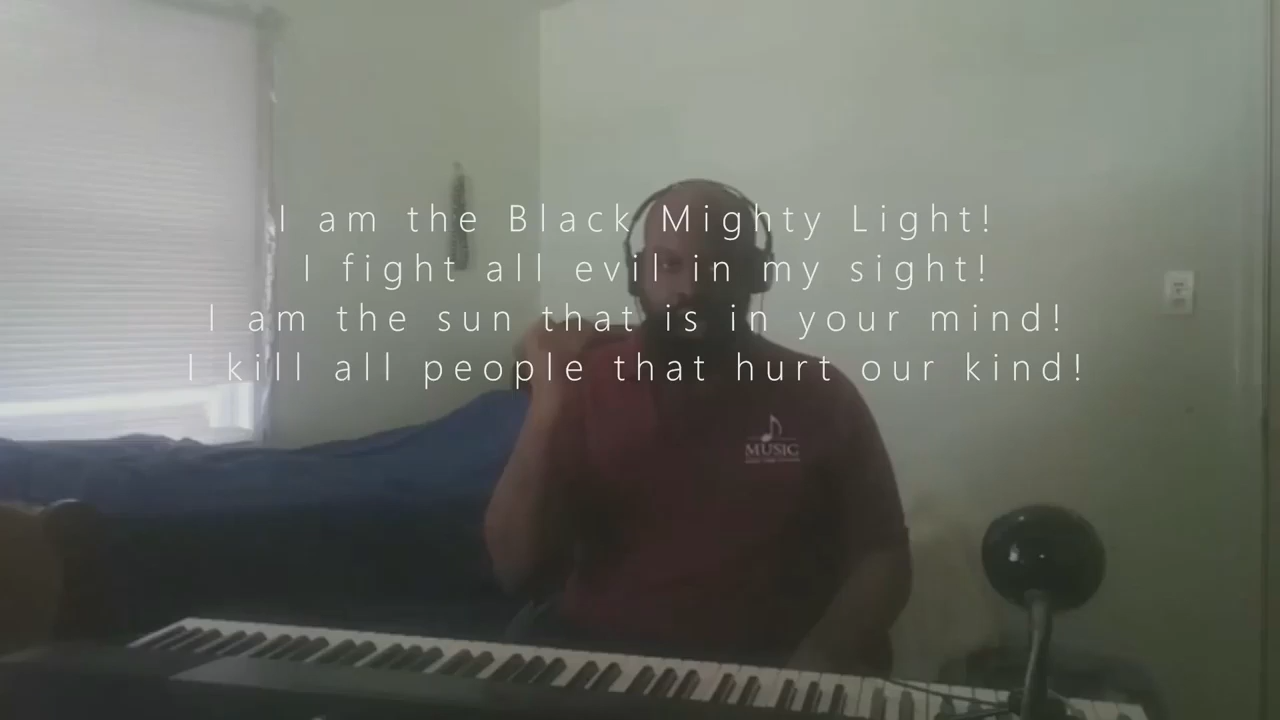 I am the Black Mighty Light!
I fight all evil in my sight!
I am the sun that is in your mind!
I kill all people that hurt our kind!
MUSIC